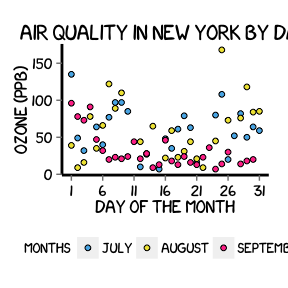 AIR QUALITY IN NEW YORK BY DA
OZONE (PPB)
150
100
50
0
1 6 11 16 21 26 31
DAY OF THE MONTH
MONTHS JULY AUGUST SEPTEMB